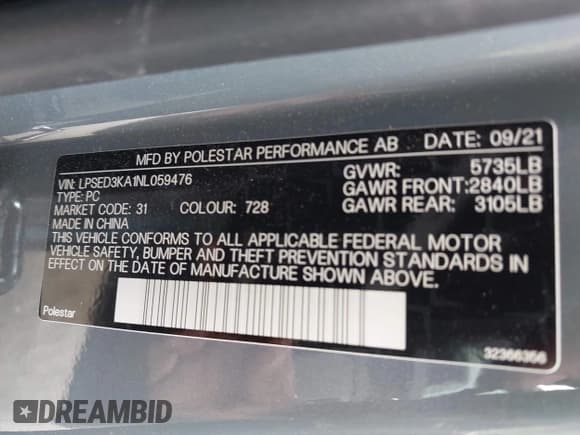 MFD BY POLESTAR PERFORMANCE AB DATE: 09/21
VIN: LPSED3KA1NL059476 GVWR: 5735LB
TYPE: PC GAWR FRONT: 2840LB
MARKET CODE: 31 COLOUR: 728 GAWR REAR: 3105LB
MADE IN CHINA
THIS VEHICLE CONFORMS TO ALL APPLICABLE FEDERAL MOTOR
VEHICLE SAFETY, BUMPER AND THEFT PREVENTION STANDARDS IN
EFFECT ON THE DATE OF MANUFACTURE SHOWN ABOVE.
Polestar 32366356
DREAMBID